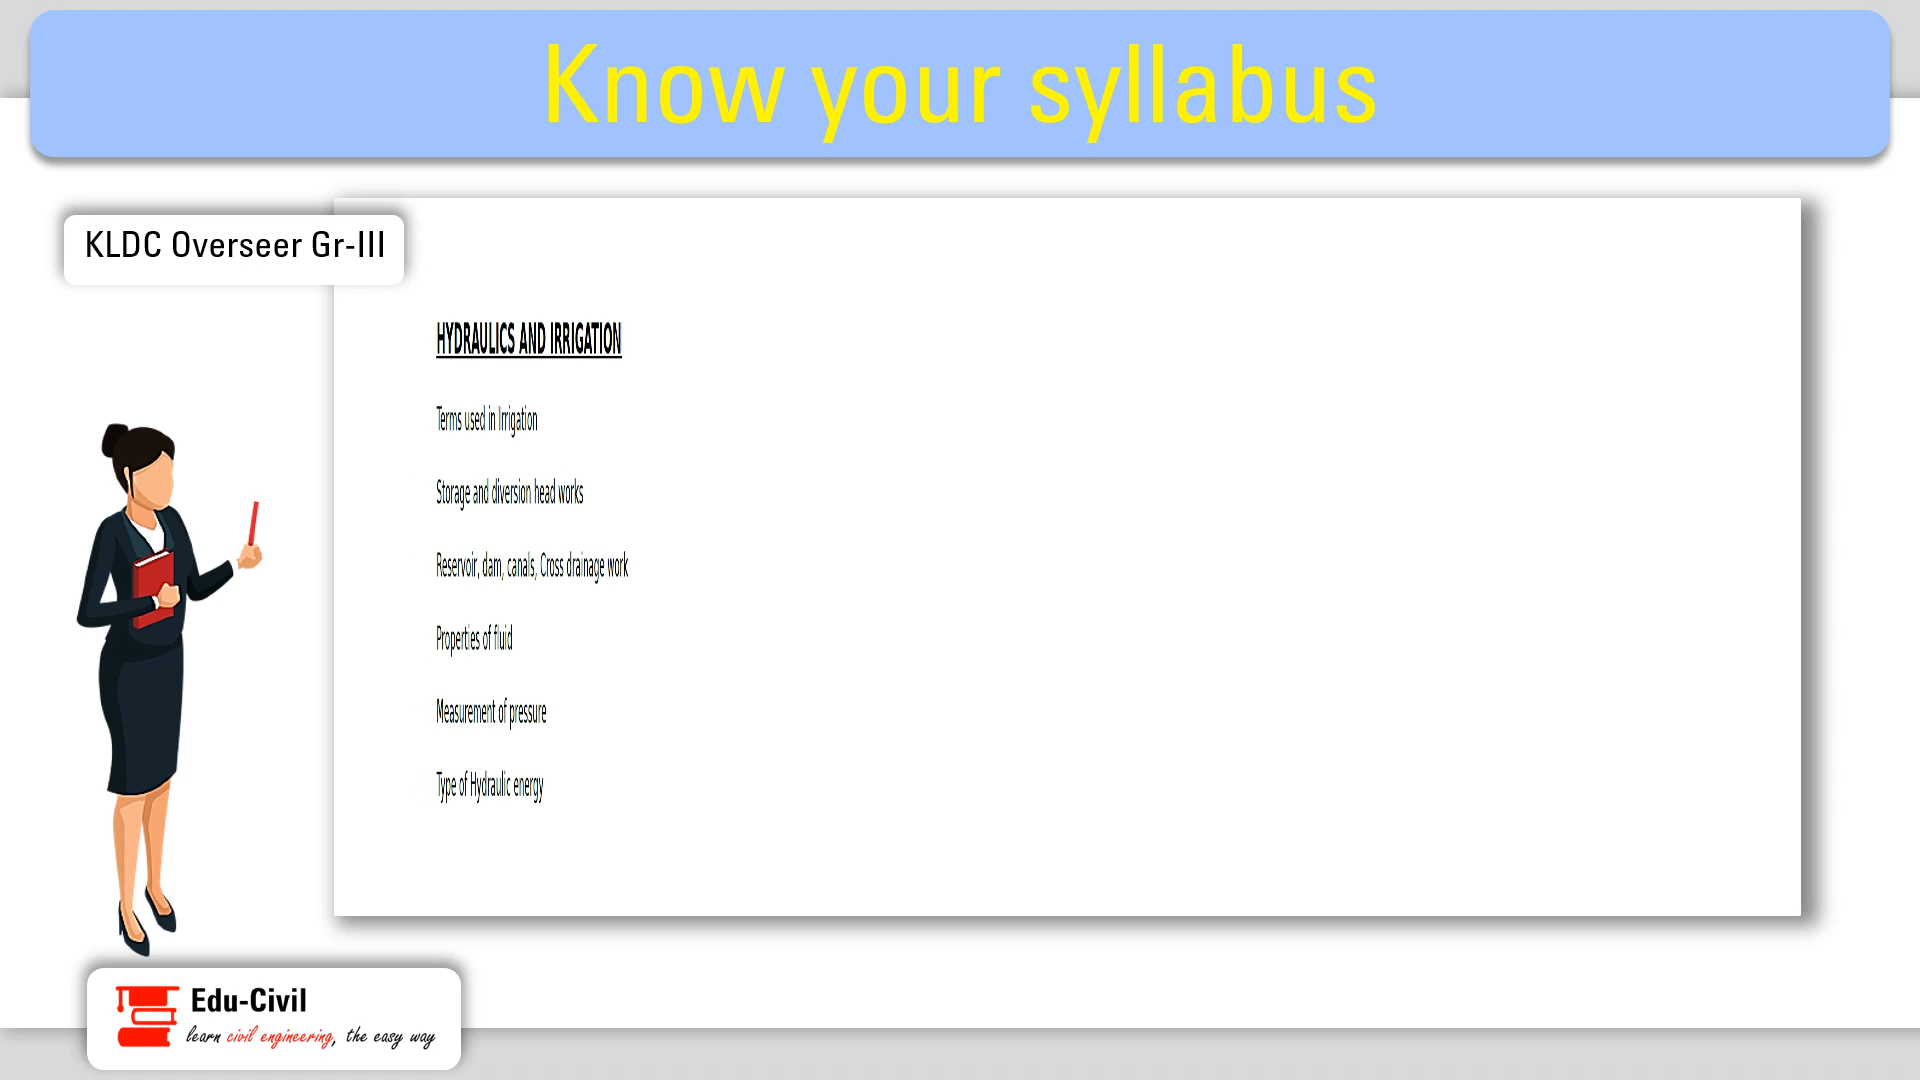 Know your syllabus
KLDC Overseer Gr-III
HYDRAULICS AND IRRIGATION
Terms used in Irrigation
Storage and diversion head works
Reservoir, dam, canals, Cross drainage work
Properties of fluid
Measurement of pressure
Type of Hydraulic energy
Edu-Civil
learn civil engineering, the easy way